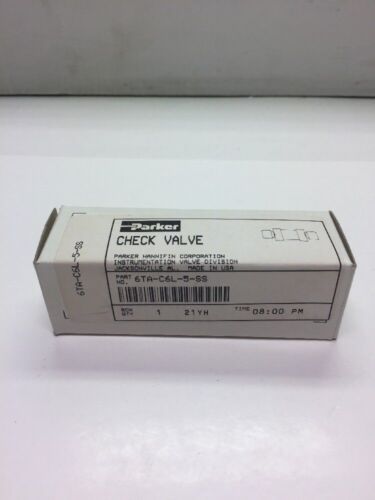 6TA-C6L-5-SS
Parker
CHECK VALVE
PARKER HANNIFIN CORPORATION
INSTRUMENTATION VALVE DIVISION
JACKSONVILLE AL, MADE IN USA
PART NO. 6TA-C6L-5-SS
BOX QTY 1 21YH TIME 08:00 PM